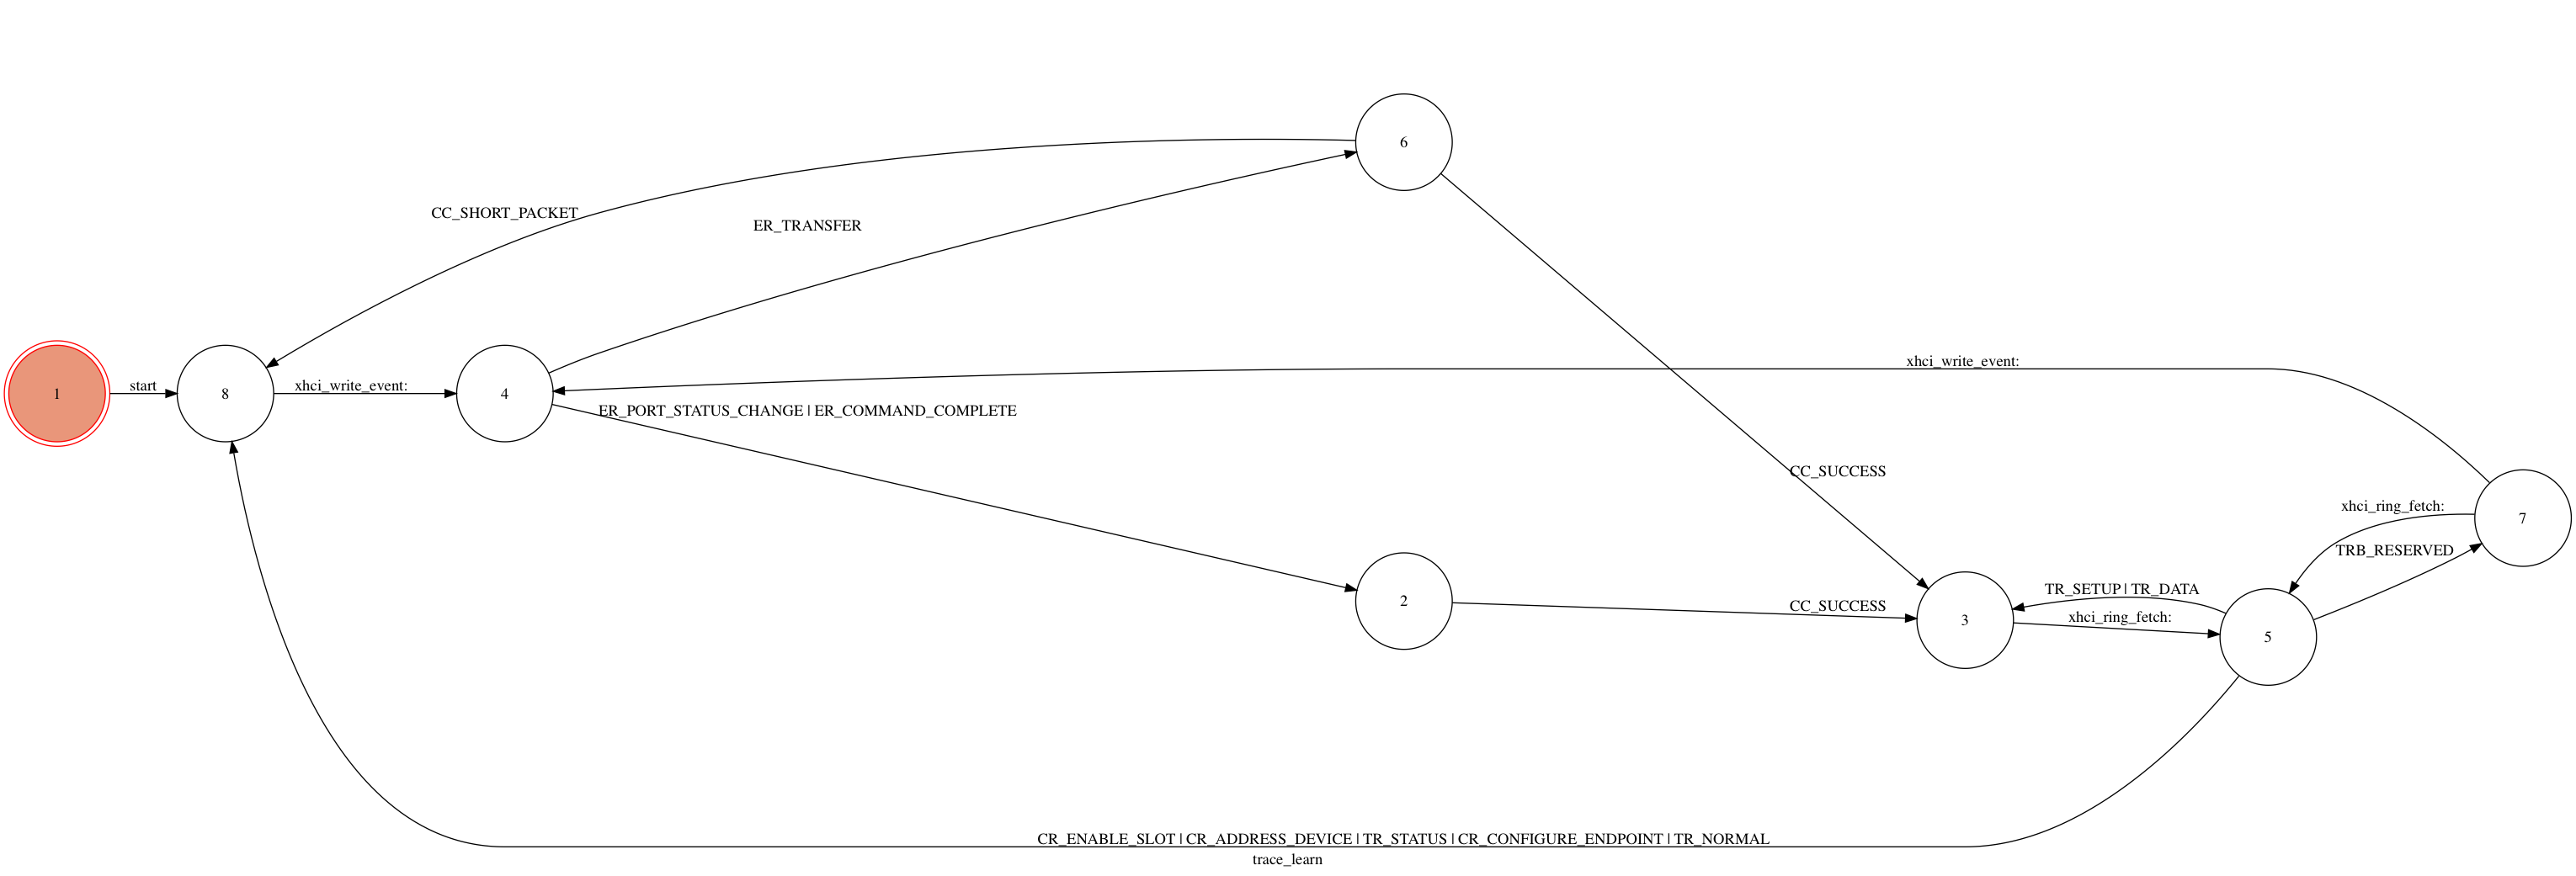 6
CC_SHORT_PACKET
ER_TRANSFER
xhci_write_event:
1
start
8
xhci_write_event:
4
ER_PORT_STATUS_CHANGE | ER_COMMAND_COMPLETE
CC_SUCCESS
xhci_ring_fetch:
7
TRB_RESERVED
TR_SETUP | TR_DATA
2
CC_SUCCESS
3
xhci_ring_fetch:
5
CR_ENABLE_SLOT | CR_ADDRESS_DEVICE | TR_STATUS | CR_CONFIGURE_ENDPOINT | TR_NORMAL
trace_learn